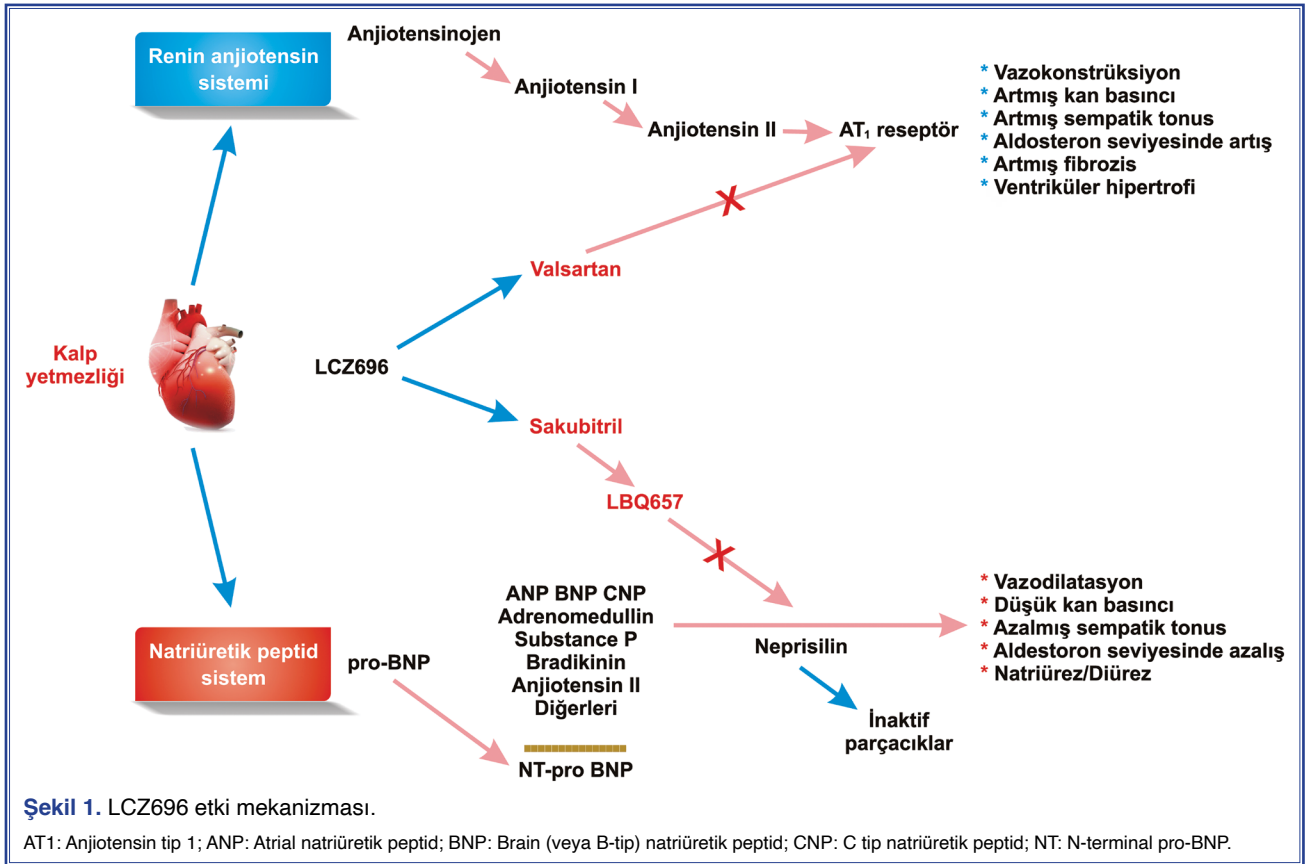 Renin anjiotensin
sistemi
Anjiotensinojen
Anjiotensin I
Anjiotensin II
AT₁ reseptör
* Vazokonstrüksiyon
* Artmış kan basıncı
* Artmış sempatik tonus
* Aldosteron seviyesinde artış
* Artmış fibrozis
* Ventriküler hipertrofi
Kalp
yetmezliği
LCZ696
Valsartan
X
Sakubitril
LBQ657
X
Natriüretik peptid
sistem
pro-BNP
ANP BNP CNP
Adrenomedullin
Substance P
Bradikinin
Anjiotensin II
Diğerleri
NT-pro BNP
Neprisilin
İnaktif
parçacıklar
* Vazodilatasyon
* Düşük kan basıncı
* Azalmış sempatik tonus
* Aldestoron seviyesinde azalış
* Natriürez/Diürez
Şekil 1. LCZ696 etki mekanizması.
AT1: Anjiotensin tip 1; ANP: Atrial natriüretik peptid; BNP: Brain (veya B-tip) natriüretik peptid; CNP: C tip natriüretik peptid; NT: N-terminal pro-BNP.